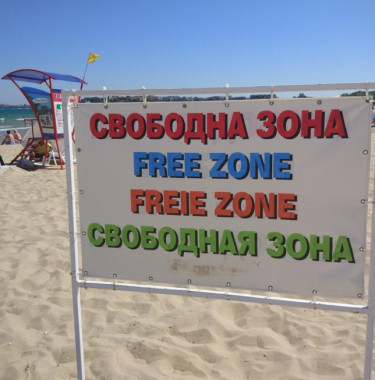 СВОБОДНА ЗОНА
FREE ZONE
FREIE ZONE
СВОБОДНАЯ ЗОНА